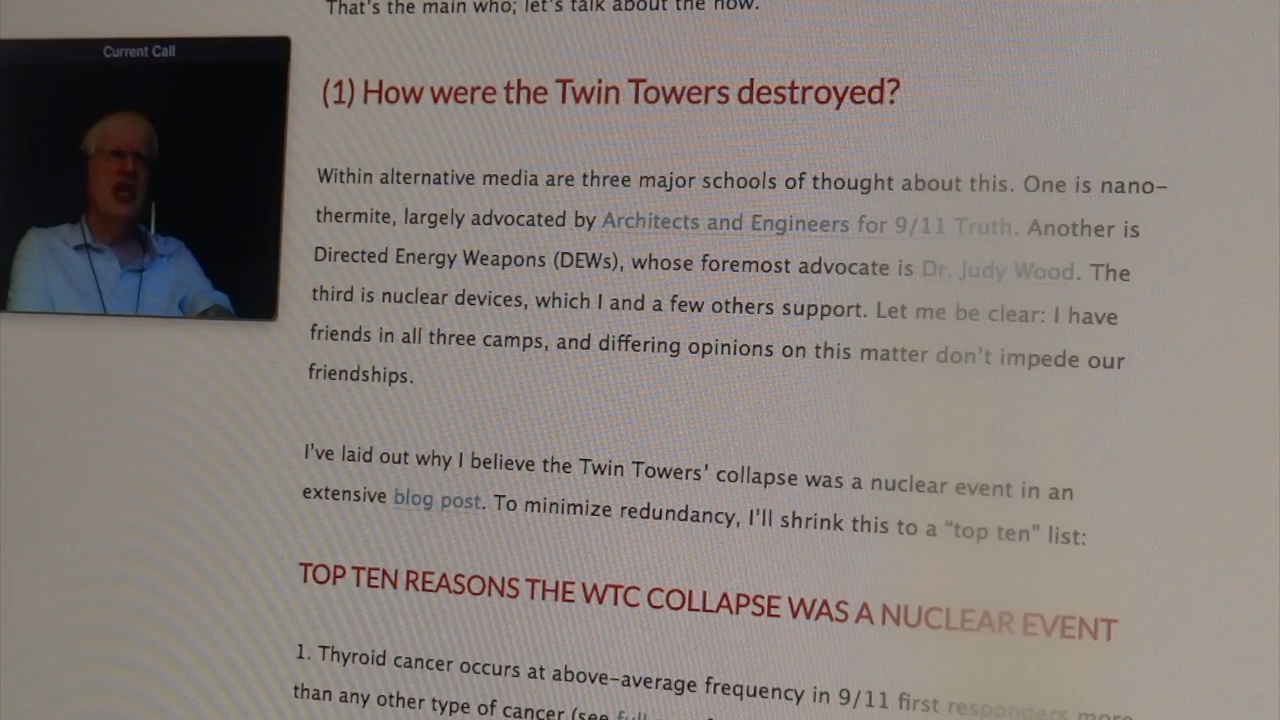 That's the main who; let's talk about the how.
Current Call
(1) How were the Twin Towers destroyed?
Within alternative media are three major schools of thought about this. One is nano-
thermite, largely advocated by Architects and Engineers for 9/11 Truth. Another is
Directed Energy Weapons (DEWs), whose foremost advocate is Dr. Judy Wood. The
third is nuclear devices, which I and a few others support. Let me be clear: I have
friends in all three camps, and differing opinions on this matter don't impede our
friendships.
I've laid out why I believe the Twin Towers' collapse was a nuclear event in an
extensive blog post. To minimize redundancy, I'll shrink this to a "top ten" list:
TOP TEN REASONS THE WTC COLLAPSE WAS A NUCLEAR EVENT
1. Thyroid cancer occurs at above-average frequency in 9/11 first responders more
than any other type of cancer (see